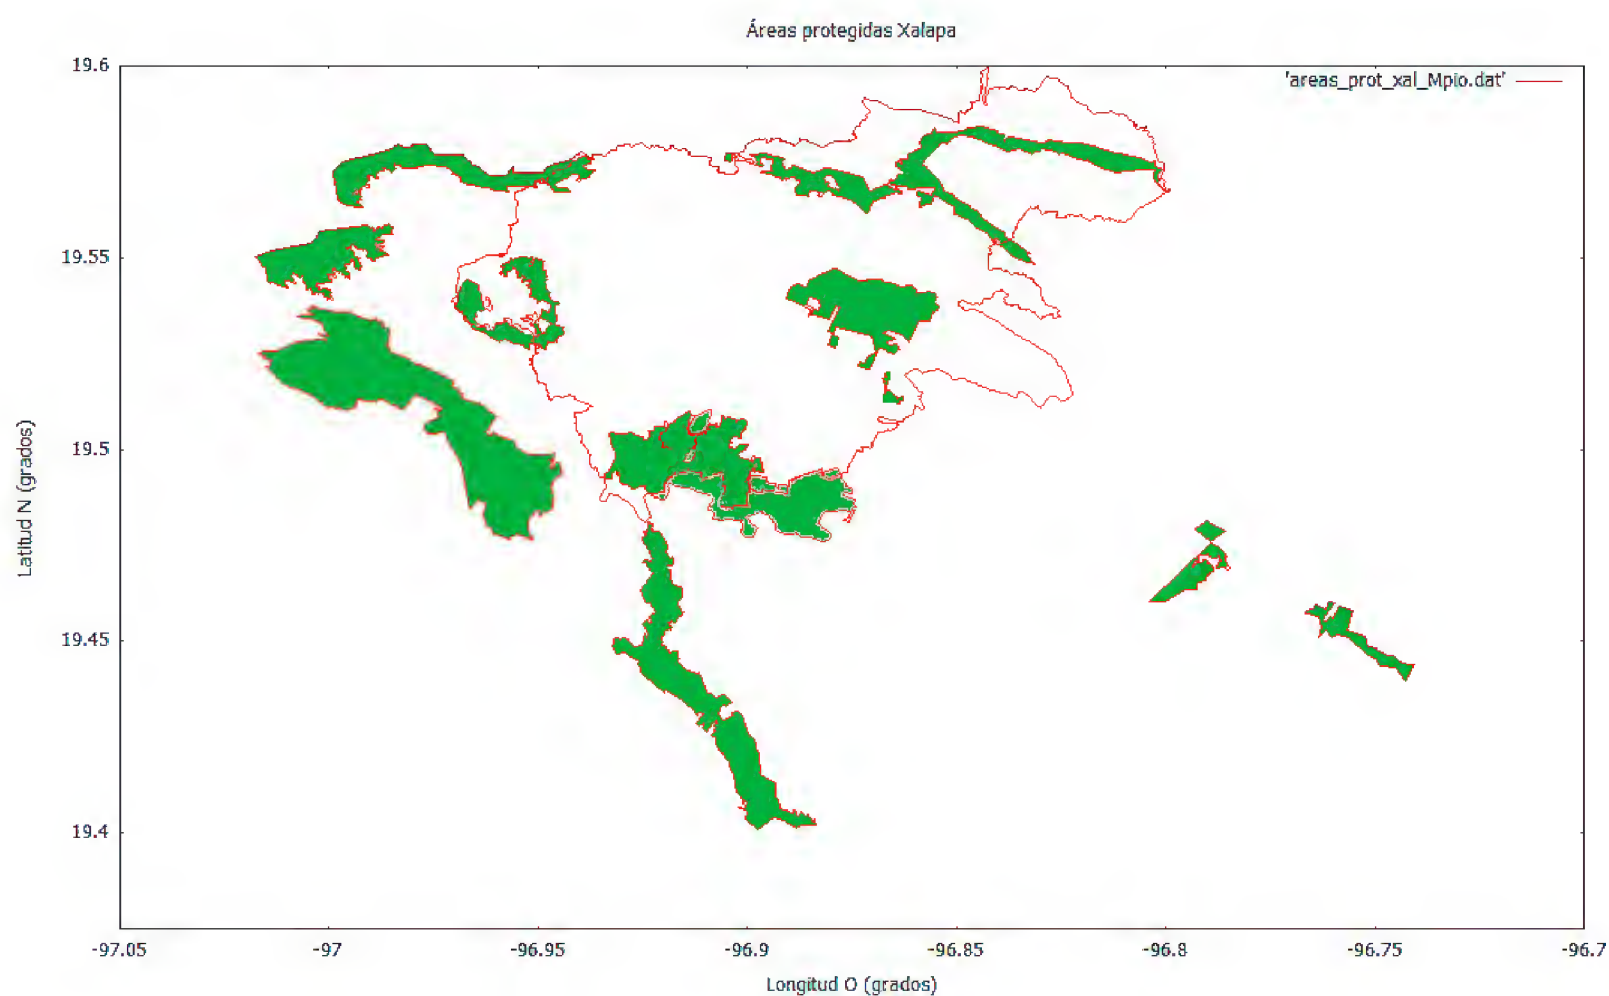 Áreas protegidas Xalapa
19.6
'areas_prot_xal_Mpio.dat'
19.55
19.5
19.45
19.4
Latitud N (grados)
-97.05 -97 -96.95 -96.9 -96.85 -96.8 -96.75 -96.7
Longitud O (grados)